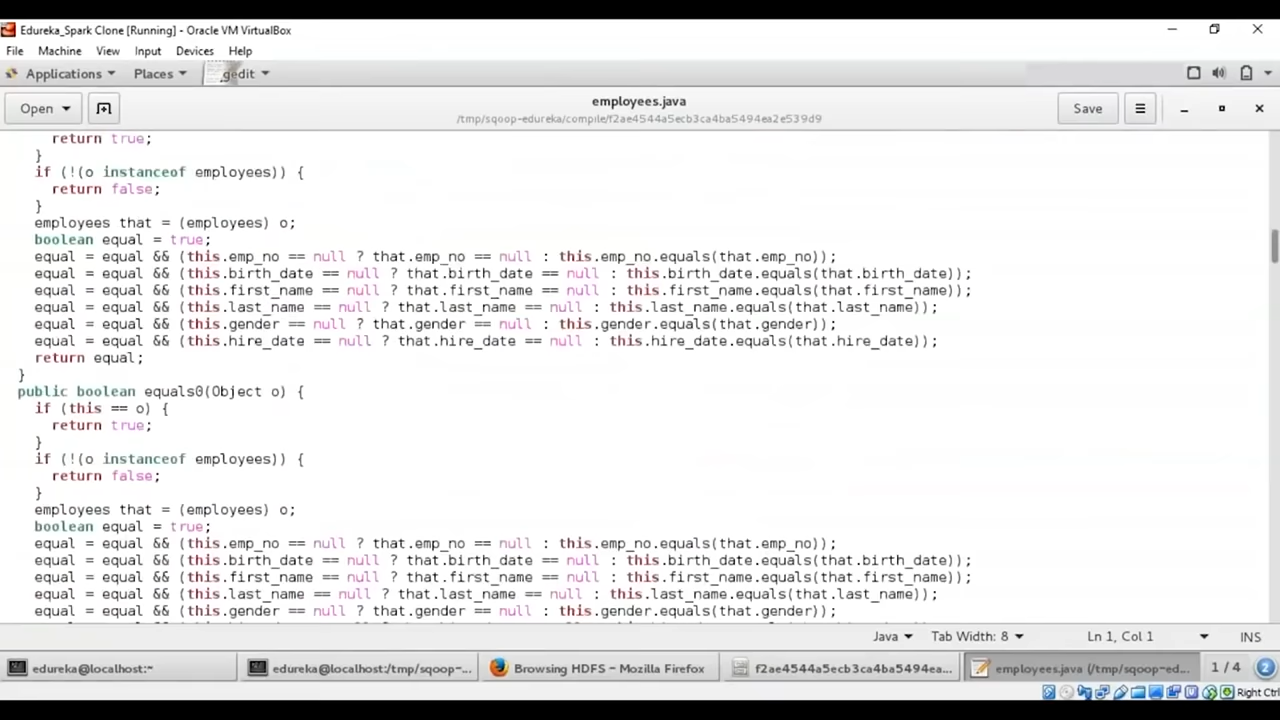 Edureka_Spark Clone [Running] - Oracle VM VirtualBox
File Machine View Input Devices Help
Applications Places gedit
Open employees.java Save
/tmp/sqoop-edureka/compile/f2ae4544a5ecb3ca4ba5494ea2e539d9
return true;
}
if (!(o instanceof employees)) {
return false;
}
employees that = (employees) o;
boolean equal = true;
equal = equal && (this.emp_no == null ? that.emp_no == null : this.emp_no.equals(that.emp_no));
equal = equal && (this.birth_date == null ? that.birth_date == null : this.birth_date.equals(that.birth_date));
equal = equal && (this.first_name == null ? that.first_name == null : this.first_name.equals(that.first_name));
equal = equal && (this.last_name == null ? that.last_name == null : this.last_name.equals(that.last_name));
equal = equal && (this.gender == null ? that.gender == null : this.gender.equals(that.gender));
equal = equal && (this.hire_date == null ? that.hire_date == null : this.hire_date.equals(that.hire_date));
return equal;
}
public boolean equals0(Object o) {
if (this == o) {
return true;
}
if (!(o instanceof employees)) {
return false;
}
employees that = (employees) o;
boolean equal = true;
equal = equal && (this.emp_no == null ? that.emp_no == null : this.emp_no.equals(that.emp_no));
equal = equal && (this.birth_date == null ? that.birth_date == null : this.birth_date.equals(that.birth_date));
equal = equal && (this.first_name == null ? that.first_name == null : this.first_name.equals(that.first_name));
equal = equal && (this.last_name == null ? that.last_name == null : this.last_name.equals(that.last_name));
equal = equal && (this.gender == null ? that.gender == null : this.gender.equals(that.gender));
Java Tab Width: 8 Ln 1, Col 1 INS
edureka@localhost:~ edureka@localhost:/tmp/sqoop-... Browsing HDFS - Mozilla Firefox f2ae4544a5ecb3ca4ba5494ea... employees.java (/tmp/sqoop-ed... 1 / 4 2
Right Ctrl